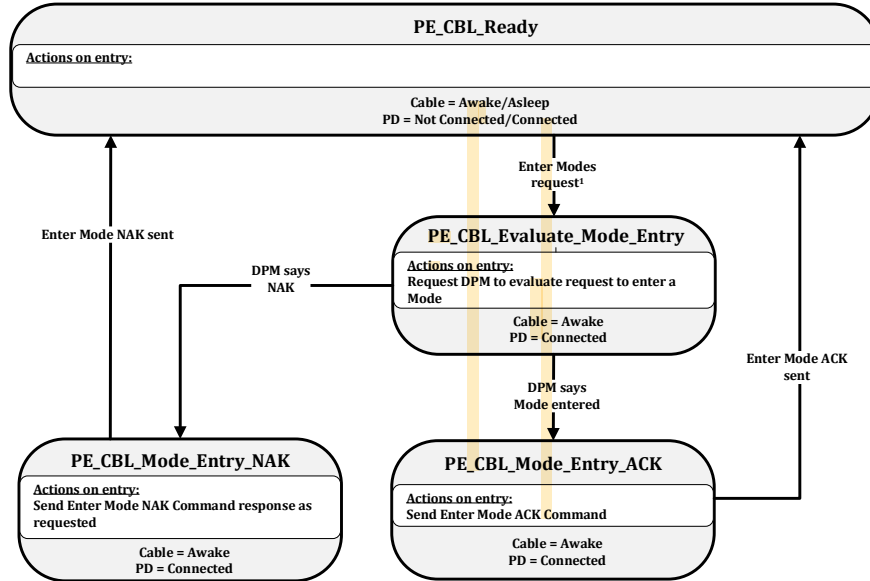 PE_CBL_Ready
Actions on entry:
Cable = Awake/Asleep
PD = Not Connected/Connected
Enter Modes
request¹
Enter Mode NAK sent
PE_CBL_Evaluate_Mode_Entry
Actions on entry:
Request DPM to evaluate request to enter a
Mode
Cable = Awake
PD = Connected
DPM says
NAK
Enter Mode ACK
sent
DPM says
Mode entered
PE_CBL_Mode_Entry_NAK
Actions on entry:
Send Enter Mode NAK Command response as
requested
Cable = Awake
PD = Connected
PE_CBL_Mode_Entry_ACK
Actions on entry:
Send Enter Mode ACK Command
Cable = Awake
PD = Connected